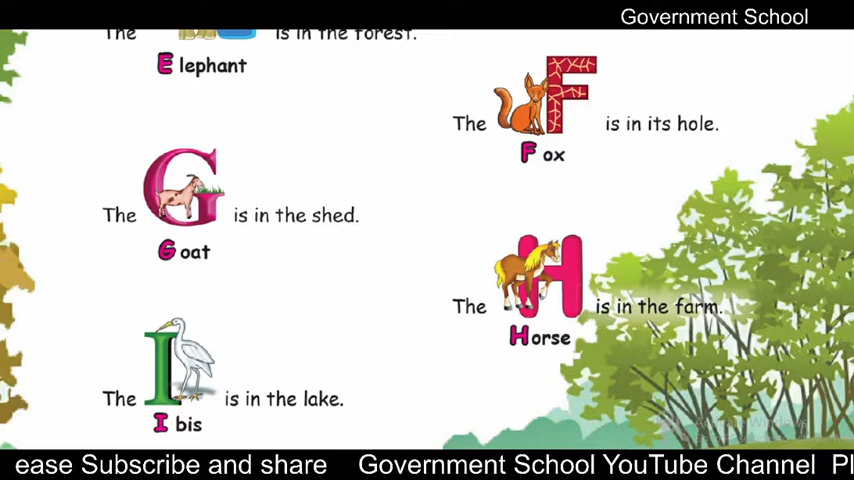 Government School
The is in the forest.
Elephant
The F is in its hole.
Fox
The G is in the shed.
Goat
The H is in the farm.
Horse
The I is in the lake.
Ibis
ease Subscribe and share Government School YouTube Channel Pl